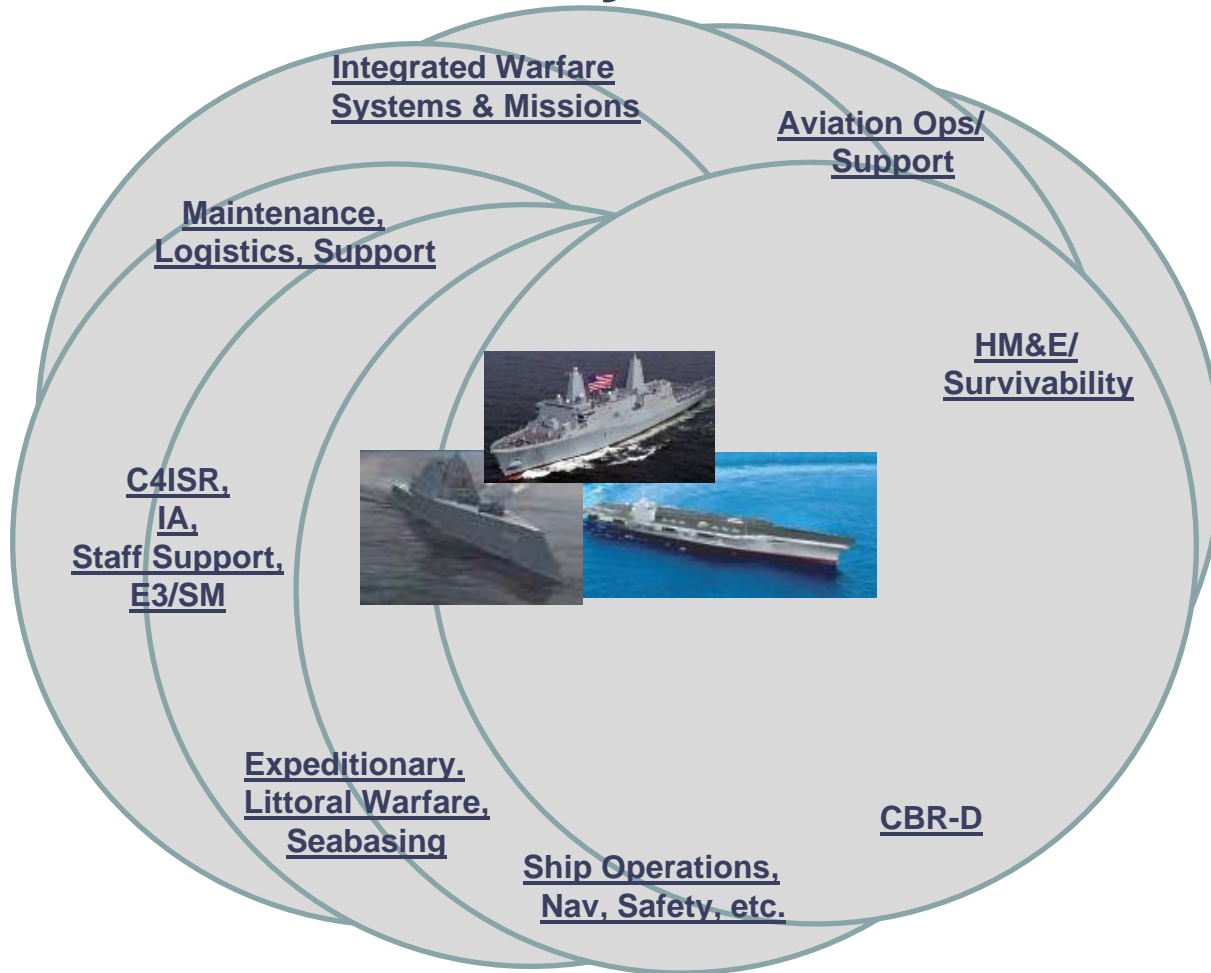 Integrated Warfare
Systems & Missions
Aviation Ops/
Support
Maintenance,
Logistics, Support
HM&E/
Survivability
C4ISR,
IA,
Staff Support,
E3/SM
Expeditionary.
Littoral Warfare,
Seabasing
CBR-D
Ship Operations,
Nav, Safety, etc.